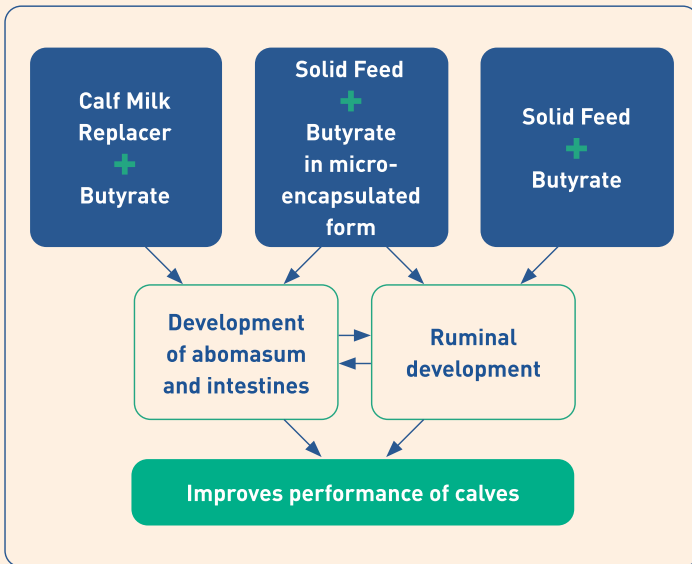 Calf Milk
Replacer
+
Butyrate
Solid Feed
+
Butyrate
in micro-
encapsulated
form
Solid Feed
+
Butyrate
Development
of abomasum
and intestines
Ruminal
development
Improves performance of calves